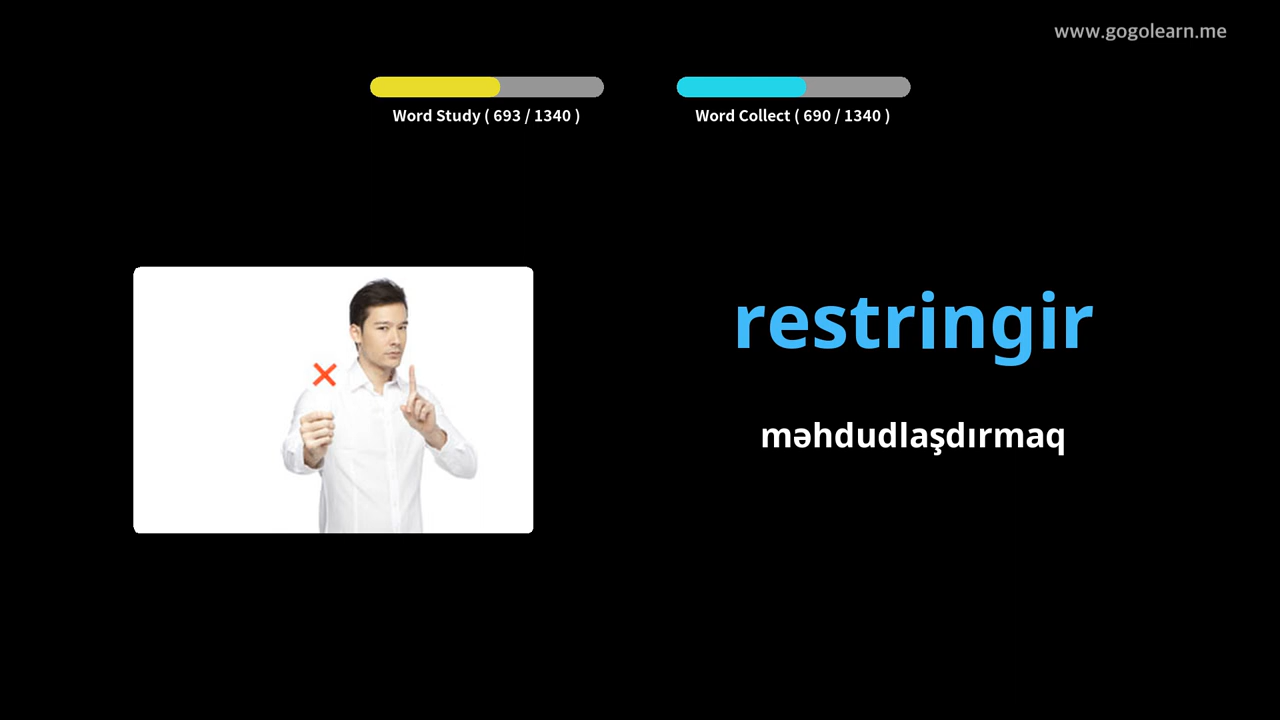 www.gogolearn.me
Word Study ( 693 / 1340 )
Word Collect ( 690 / 1340 )
restringir
məhdudlaşdırmaq